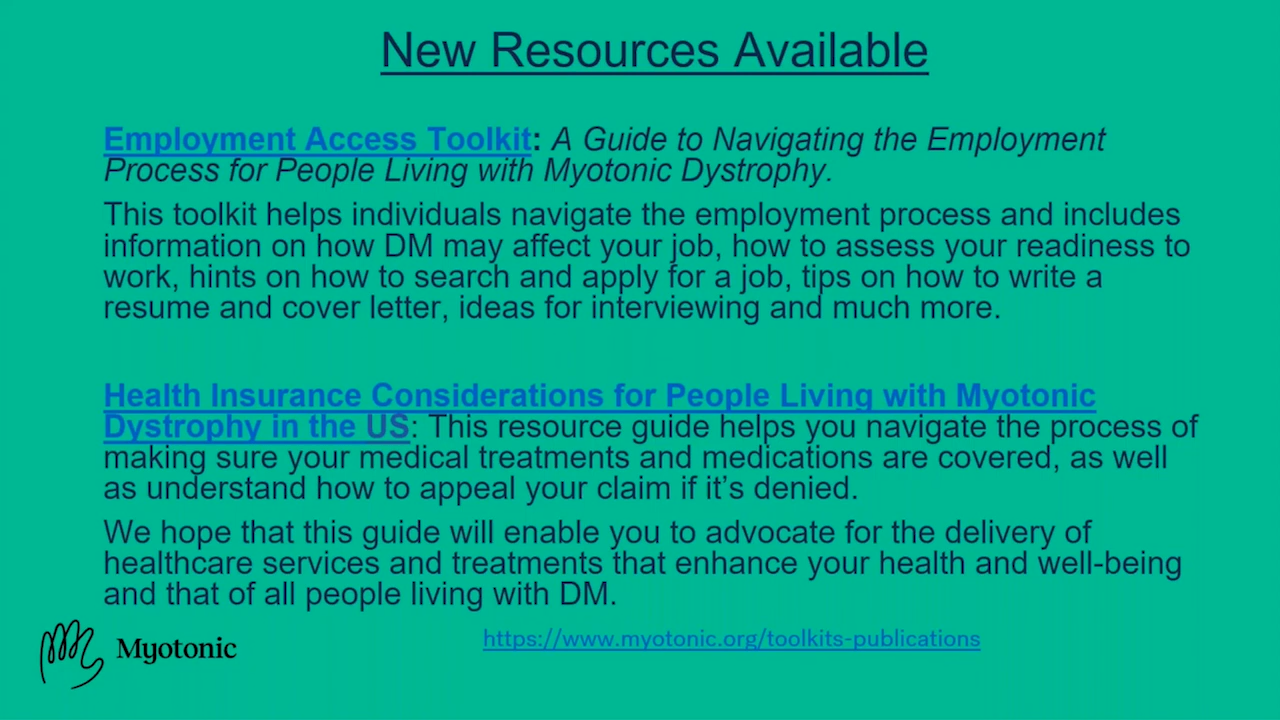 New Resources Available
Employment Access Toolkit: A Guide to Navigating the Employment
Process for People Living with Myotonic Dystrophy.
This toolkit helps individuals navigate the employment process and includes
information on how DM may affect your job, how to assess your readiness to
work, hints on how to search and apply for a job, tips on how to write a
resume and cover letter, ideas for interviewing and much more.
Health Insurance Considerations for People Living with Myotonic
Dystrophy in the US: This resource guide helps you navigate the process of
making sure your medical treatments and medications are covered, as well
as understand how to appeal your claim if it’s denied.
We hope that this guide will enable you to advocate for the delivery of
healthcare services and treatments that enhance your health and well-being
and that of all people living with DM.
https://www.myotonic.org/toolkits-publications
Myotonic